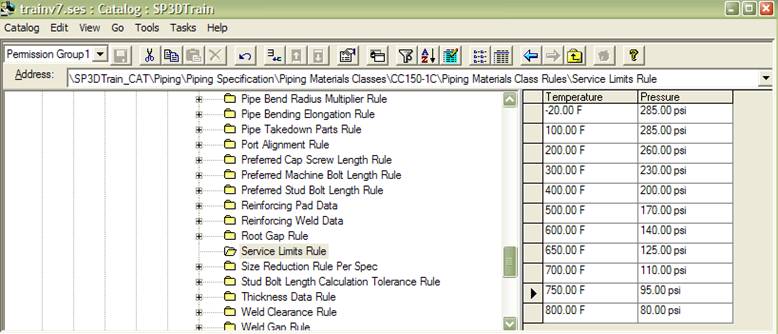 trainv7.ses : Catalog : SP3DTrain
Catalog Edit View Go Tools Tasks Help
Permission Group1
Address: \SP3DTrain_CAT\Piping\Piping Specification\Piping Materials Classes\CC150-1C\Piping Materials Class Rules\Service Limits Rule
Pipe Bend Radius Multiplier Rule
Pipe Bending Elongation Rule
Pipe Takedown Parts Rule
Port Alignment Rule
Preferred Cap Screw Length Rule
Preferred Machine Bolt Length Rule
Preferred Stud Bolt Length Rule
Reinforcing Pad Data
Reinforcing Weld Data
Root Gap Rule
Service Limits Rule
Size Reduction Rule Per Spec
Stud Bolt Length Calculation Tolerance Rule
Thickness Data Rule
Weld Clearance Rule
Weld Gap Rule
Temperature Pressure
-20.00 F 285.00 psi
100.00 F 285.00 psi
200.00 F 260.00 psi
300.00 F 230.00 psi
400.00 F 200.00 psi
500.00 F 170.00 psi
600.00 F 140.00 psi
650.00 F 125.00 psi
700.00 F 110.00 psi
750.00 F 95.00 psi
800.00 F 80.00 psi